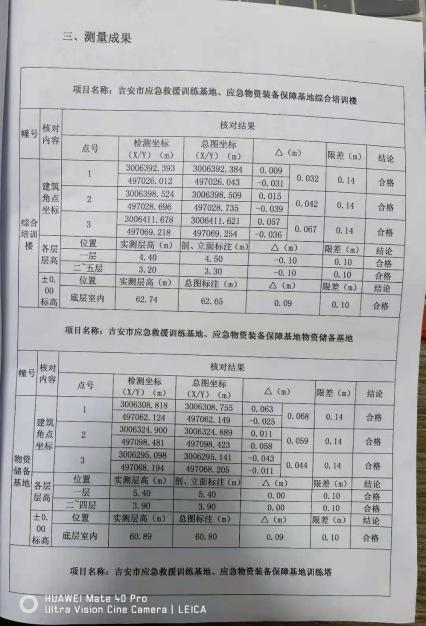 三、测量成果
项目名称：吉安市应急救援训练基地、应急物资装备保障基地综合培训楼
幢号 核对内容 核对结果
点号 检测坐标（X/Y）（m） 总图坐标（X/Y）（m） △（m） 限差（m） 结论
综合培训楼 建筑角点坐标 1 3006392.393 3006392.384 0.009 0.032 0.14 合格
497026.012 497026.043 -0.031
2 3006398.524 3006398.509 0.015 0.042 0.14 合格
497028.696 497028.735 -0.039
3 3006411.678 3006411.621 0.057 0.067 0.14 合格
497069.218 497069.254 -0.036
各层层高 位置 实测层高（m） 剖、立面标注（m） △（m） 限差（m） 结论
一层 4.40 4.50 -0.10 0.10 合格
二~五层 3.20 3.30 -0.10 0.10 合格
±0.00标高 位置 实测层高（m） 总图标注（m） △（m） 限差（m） 结论
底层室内 62.74 62.65 0.09 0.10 合格
项目名称：吉安市应急救援训练基地、应急物资装备保障基地物资储备基地
幢号 核对内容 核对结果
点号 检测坐标（X/Y）（m） 总图坐标（X/Y）（m） △（m） 限差（m） 结论
物资储备基地 建筑角点坐标 1 3006308.818 3006308.755 0.063 0.068 0.14 合格
497062.124 497062.149 -0.025
2 3006324.900 3006324.889 0.011 0.059 0.14 合格
497098.481 497098.423 0.058
3 3006295.098 3006295.141 -0.043 0.044 0.14 合格
497068.194 497068.205 -0.011
各层层高 位置 实测层高（m） 剖、立面标注（m） △（m） 限差（m） 结论
一层 5.40 5.40 0.00 0.10 合格
二~四层 3.90 3.90 0.00 0.10 合格
±0.00标高 位置 实测层高（m） 总图标注（m） △（m） 限差（m） 结论
底层室内 60.89 60.80 0.09 0.10 合格
项目名称：吉安市应急救援训练基地、应急物资装备保障基地训练塔
HUAWEI Mate 40 Pro
Ultra Vision Cine Camera | LEICA